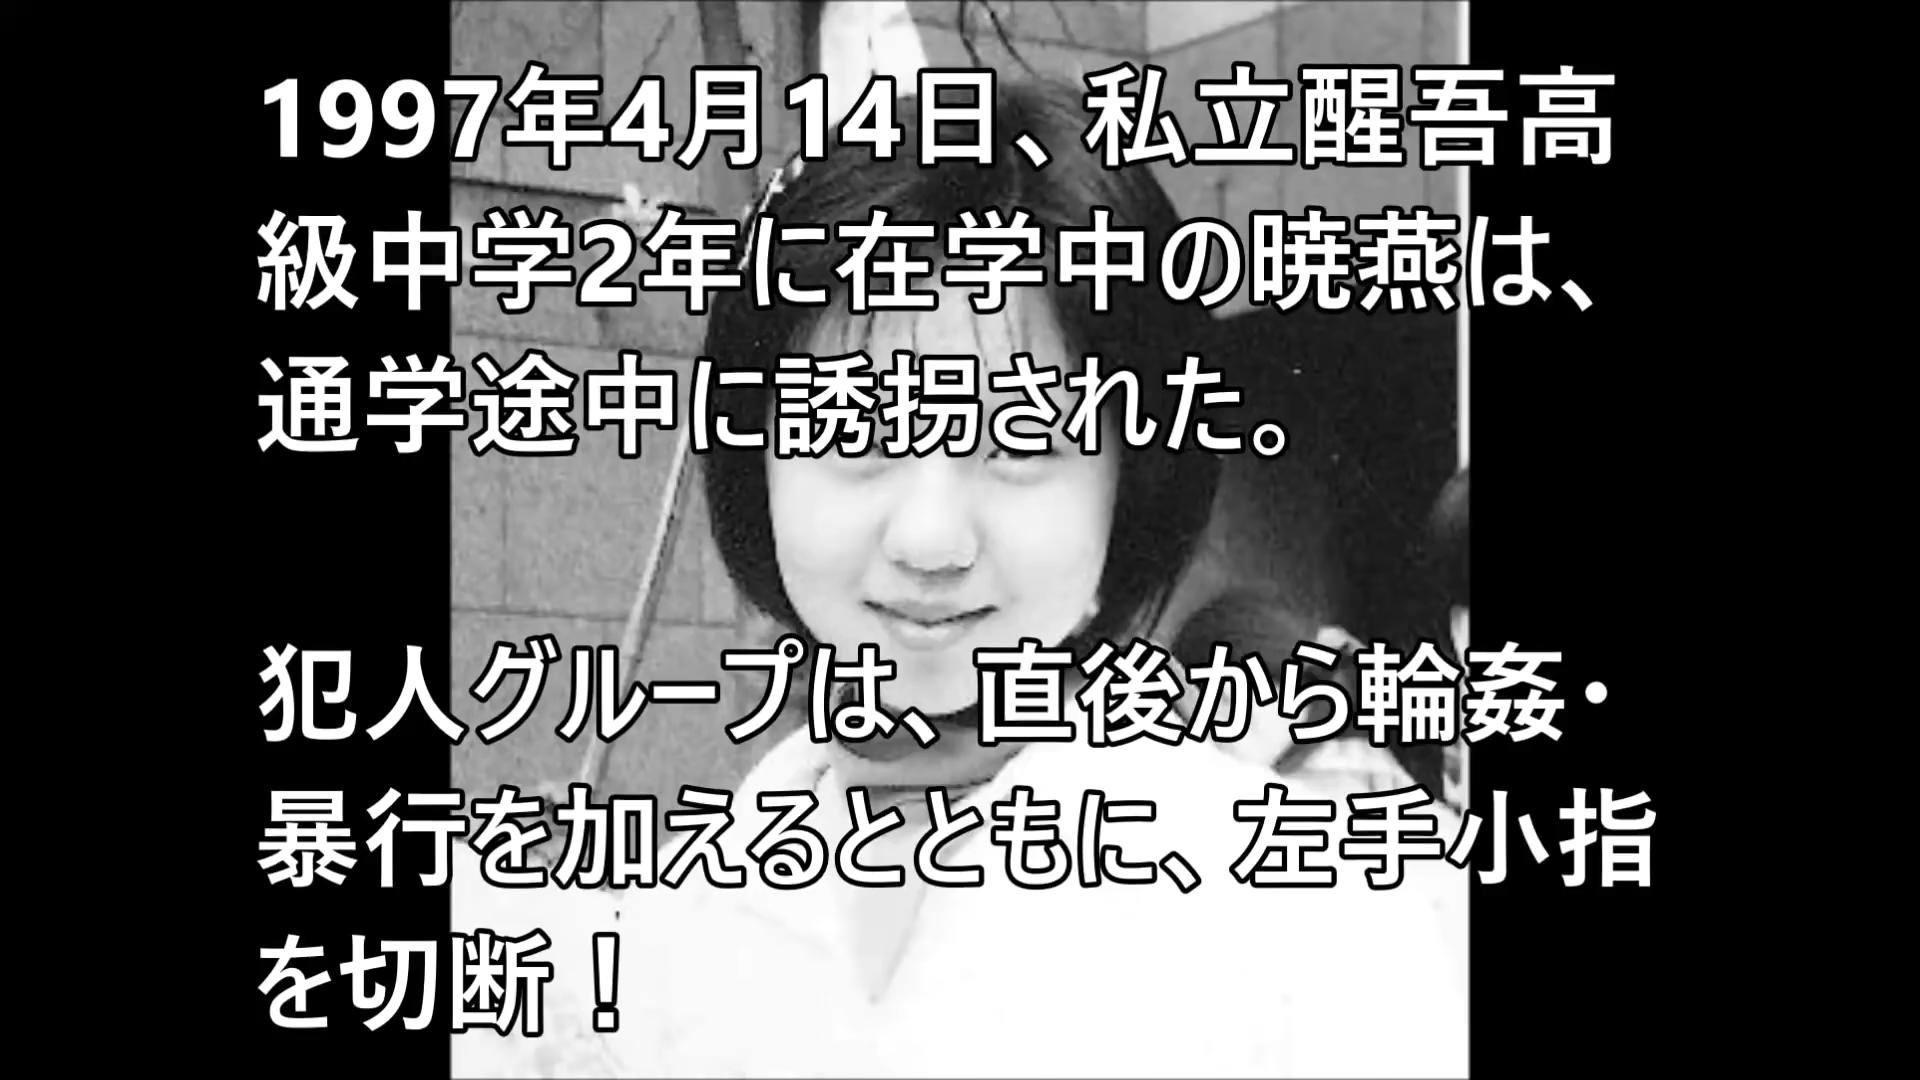 1997年4月14日、私立醒吾高
級中学2年に在学中の暁燕は、
通学途中に誘拐された。
犯人グループは、直後から輪姦・
暴行を加えるとともに、左手小指
を切断！